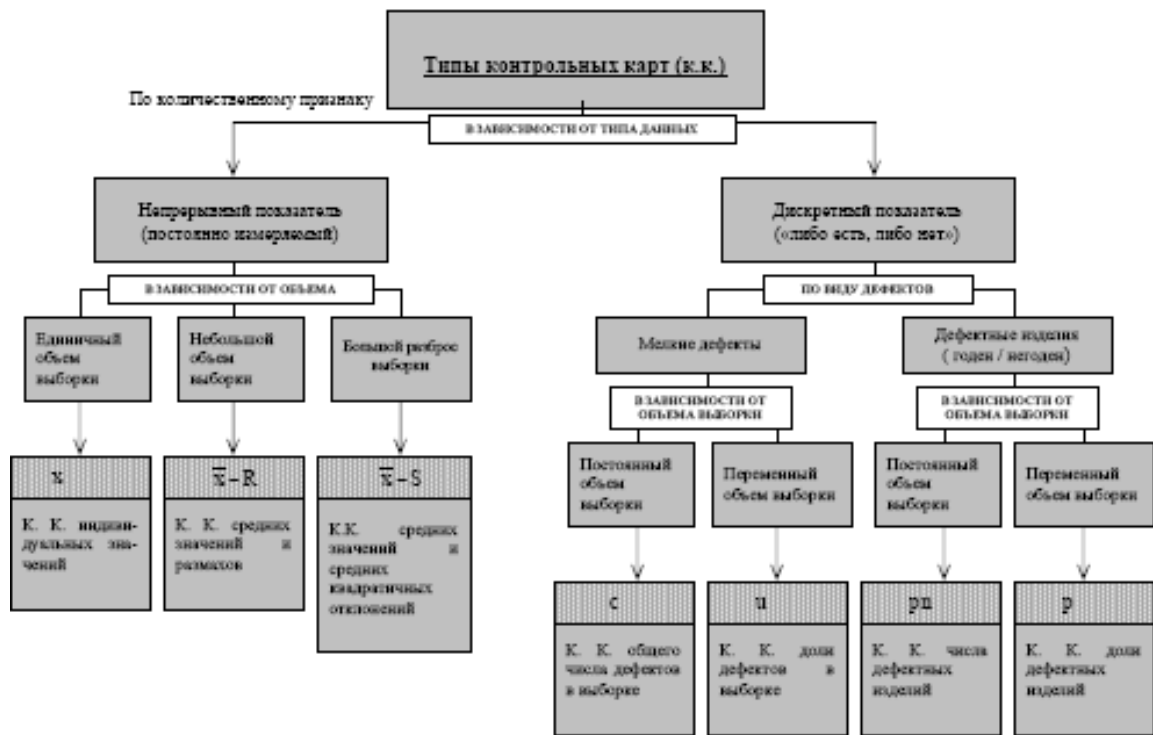 Типы контрольных карт (к.к.)
По количественному признаку
В ЗАВИСИМОСТИ ОТ ТИПА ДАННЫХ
Непрерывный показатель
(постоянно измеряемый)
Дискретный показатель
(«либо есть, либо нет»)
В ЗАВИСИМОСТИ ОТ ОБЪЕМА
ПО ВИДУ ДЕФЕКТОВ
Единичный
объем
выборки
Небольшой
объем
выборки
Большой разброс
выборки
Мелкие дефекты
Дефектные изделия
( годен / негоден)
В ЗАВИСИМОСТИ ОТ
ОБЪЕМА ВЫБОРКИ
В ЗАВИСИМОСТИ ОТ
ОБЪЕМА ВЫБОРКИ
Постоянный
объем
выборки
Переменный
объем выборки
Постоянный
объем
выборки
Переменный
объем выборки
x
К. К. индиви-
дуальных зна-
чений
x̅ – R
К. К. средних
значений и
размахов
x̅ – S
К.К. средних
значений и
средних
квадратичных
отклонений
c
К. К. общего
числа дефектов
в выборке
u
К. К. доли
дефектов в
выборке
pn
К. К. числа
дефектных
изделий
p
К. К. доли
дефектных
изделий